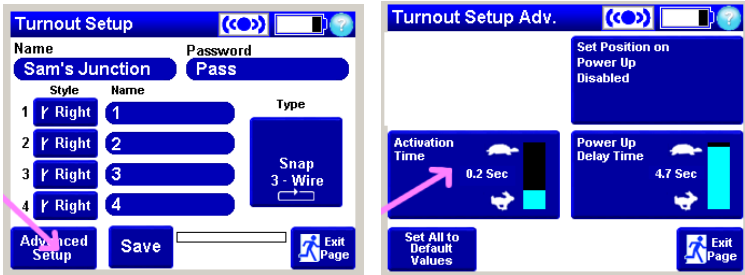 Turnout Setup
Name
Password
Sam's Junction
Pass
Style
Name
Type
1
Right
1
2
Right
2
3
Right
3
4
Right
4
Snap
3 - Wire
Advanced
Setup
Save
Exit
Page
Turnout Setup Adv.
Set Position on
Power Up
Disabled
Activation
Time
0.2 Sec
Power Up
Delay Time
4.7 Sec
Set All to
Default
Values
Exit
Page